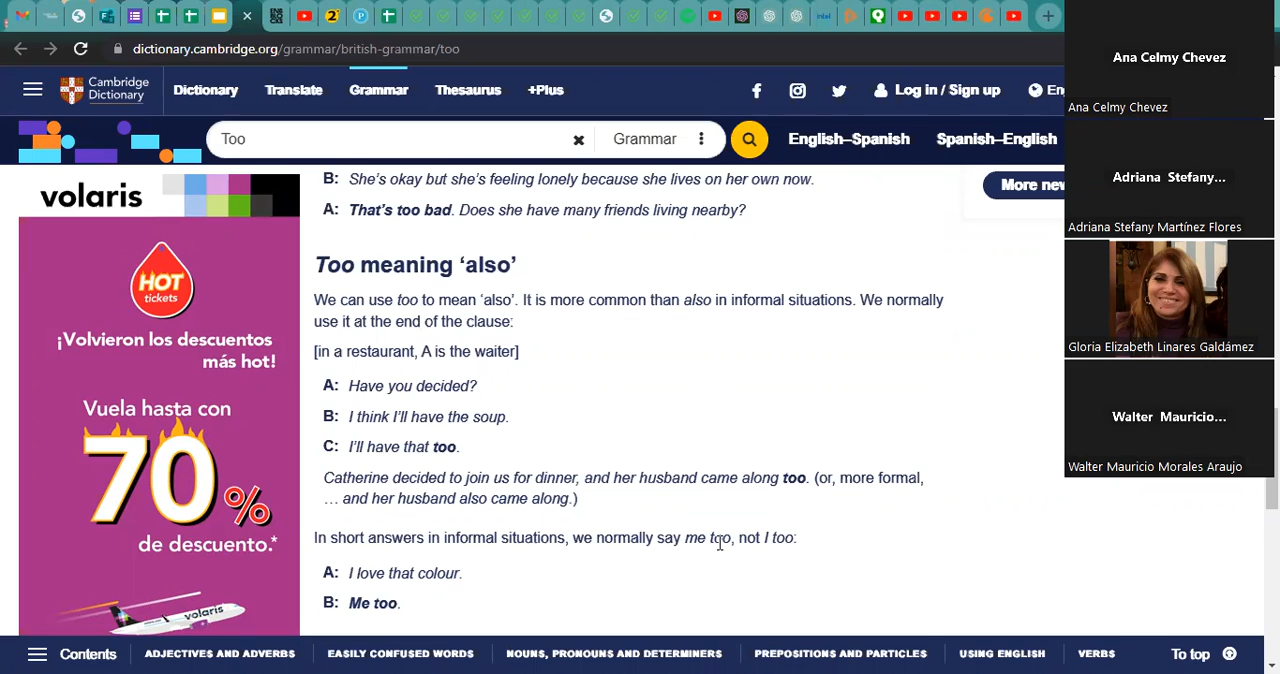 dictionary.cambridge.org/grammar/british-grammar/too
Cambridge
Dictionary
Dictionary Translate Grammar Thesaurus +Plus
Log in / Sign up
En
Too
Grammar
English–Spanish Spanish–English
volaris
HOT
tickets
¡Volvieron los descuentos
más hot!
Vuela hasta con
70%
de descuento.*
volaris
B: She's okay but she's feeling lonely because she lives on her own now.
A: That's too bad. Does she have many friends living nearby?
More new
Too meaning ‘also’
We can use too to mean ‘also’. It is more common than also in informal situations. We normally
use it at the end of the clause:
[in a restaurant, A is the waiter]
A: Have you decided?
B: I think I'll have the soup.
C: I'll have that too.
Catherine decided to join us for dinner, and her husband came along too. (or, more formal,
… and her husband also came along.)
In short answers in informal situations, we normally say me too, not I too:
A: I love that colour.
B: Me too.
Contents ADJECTIVES AND ADVERBS EASILY CONFUSED WORDS NOUNS, PRONOUNS AND DETERMINERS PREPOSITIONS AND PARTICLES USING ENGLISH VERBS To top
Ana Celmy Chevez
Ana Celmy Chevez
Adriana Stefany...
Adriana Stefany Martínez Flores
Gloria Elizabeth Linares Galdámez
Walter Mauricio...
Walter Mauricio Morales Araujo